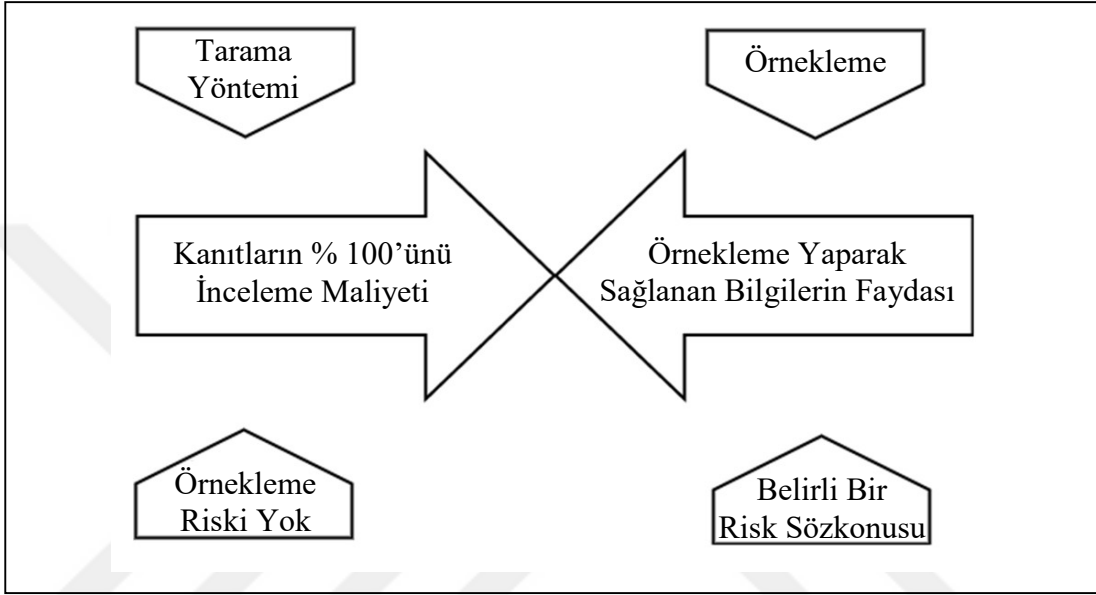 Tarama
Yöntemi
Örnekleme
Kanıtların % 100’ünü
İnceleme Maliyeti
Örnekleme Yaparak
Sağlanan Bilgilerin Faydası
Örnekleme
Riski Yok
Belirli Bir
Risk Sözkonusu